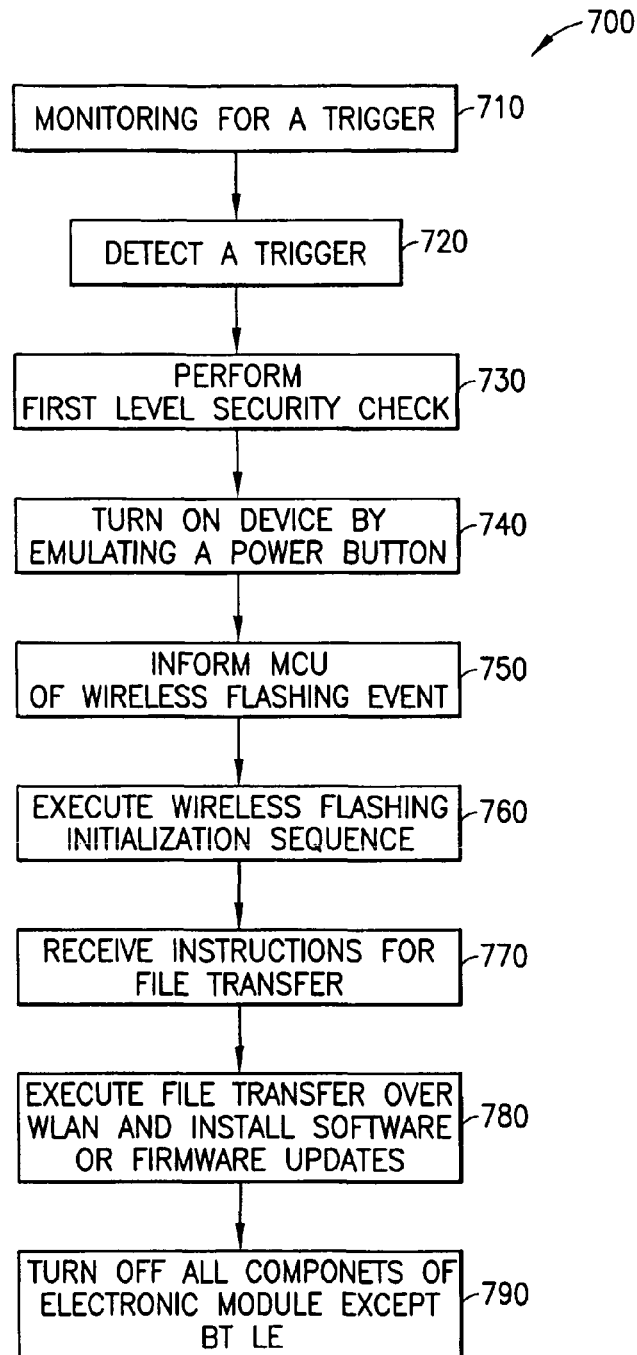 700
MONITORING FOR A TRIGGER
710
DETECT A TRIGGER
720
PERFORM
FIRST LEVEL SECURITY CHECK
730
TURN ON DEVICE BY
EMULATING A POWER BUTTON
740
INFORM MCU
OF WIRELESS FLASHING EVENT
750
EXECUTE WIRELESS FLASHING
INITIALIZATION SEQUENCE
760
RECEIVE INSTRUCTIONS FOR
FILE TRANSFER
770
EXECUTE FILE TRANSFER OVER
WLAN AND INSTALL SOFTWARE
OR FIRMWARE UPDATES
780
TURN OFF ALL COMPONETS OF
ELECTRONIC MODULE EXCEPT
BT LE
790